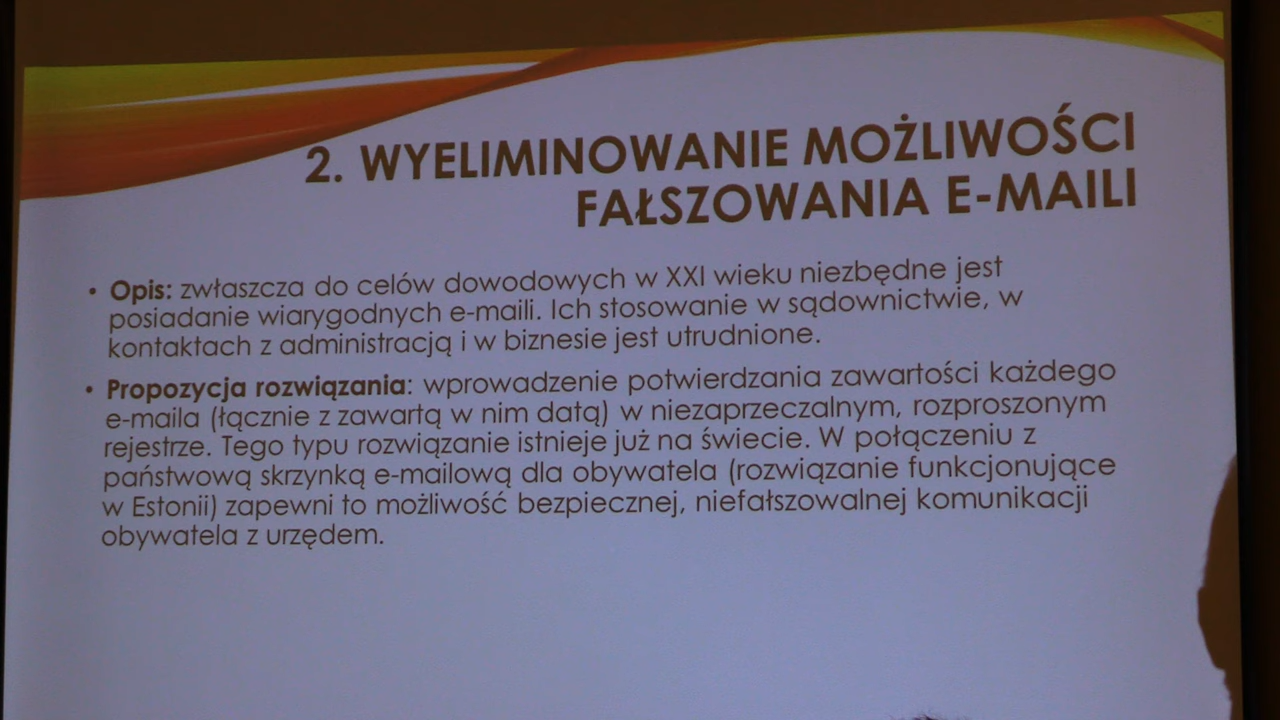 2. WYELIMINOWANIE MOŻLIWOŚCI
FAŁSZOWANIA E-MAILI
• Opis: zwłaszcza do celów dowodowych w XXI wieku niezbędne jest
posiadanie wiarygodnych e-maili. Ich stosowanie w sądownictwie, w
kontaktach z administracją i w biznesie jest utrudnione.
• Propozycja rozwiązania: wprowadzenie potwierdzania zawartości każdego
e-maila (łącznie z zawartą w nim datą) w niezaprzeczalnym, rozproszonym
rejestrze. Tego typu rozwiązanie istnieje już na świecie. W połączeniu z
państwową skrzynką e-mailową dla obywatela (rozwiązanie funkcjonujące
w Estonii) zapewni to możliwość bezpiecznej, niefałszowalnej komunikacji
obywatela z urzędem.